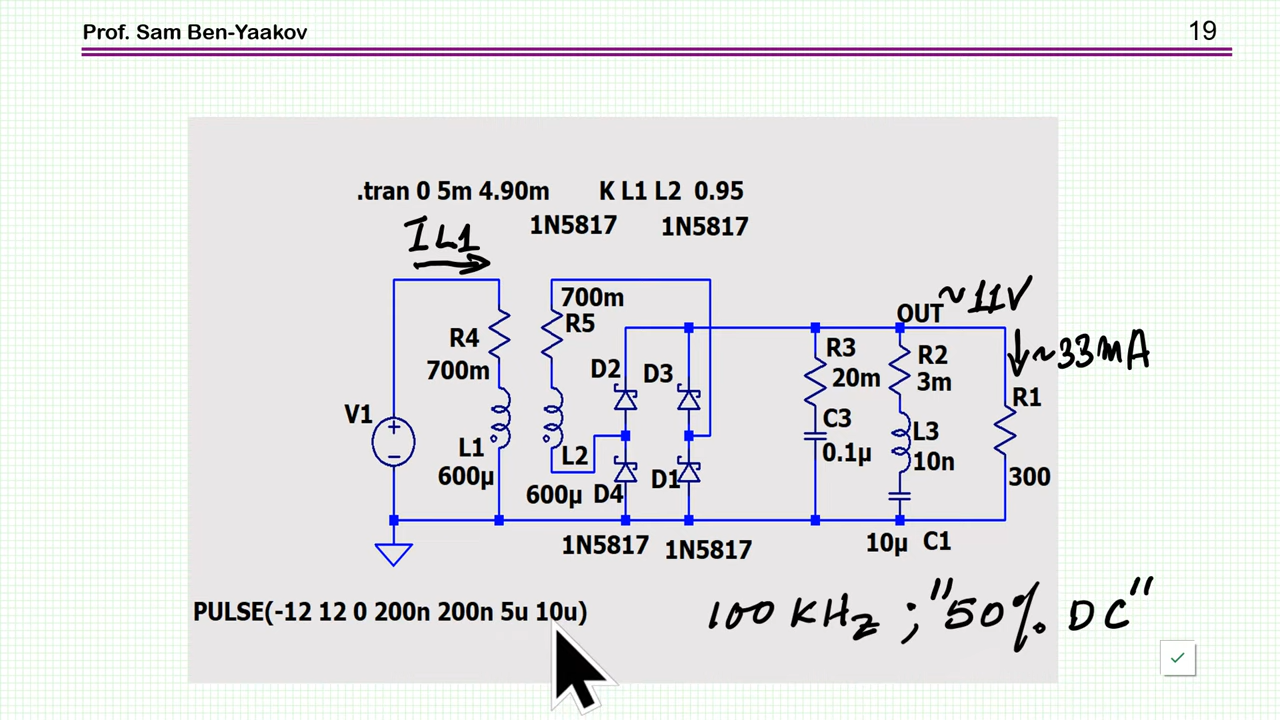 Prof. Sam Ben-Yaakov
19
.tran 0 5m 4.90m
K L1 L2 0.95
1N5817
1N5817
IL1
~11V
OUT
700m
R5
R4
700m
D2
D3
R3
20m
R2
3m
~33mA
R1
V1
C3
0.1µ
L3
10n
L1
600µ
L2
600µ
D4
D1
300
1N5817
1N5817
10µ
C1
PULSE(-12 12 0 200n 200n 5u 10u)
100 KHz ; "50% DC"